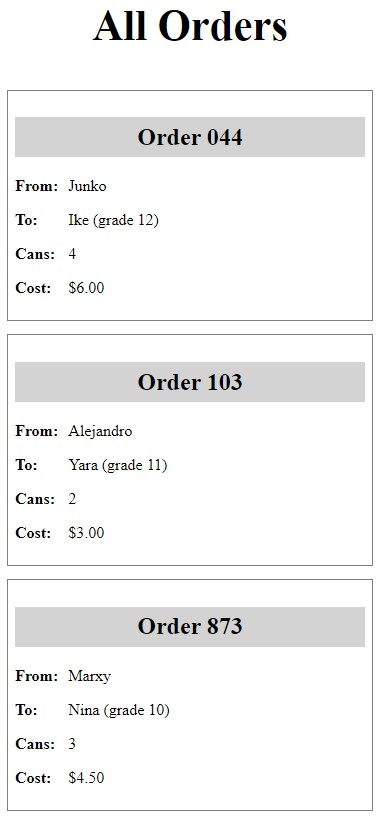 All Orders
Order 044
From: Junko
To: Ike (grade 12)
Cans: 4
Cost: $6.00
Order 103
From: Alejandro
To: Yara (grade 11)
Cans: 2
Cost: $3.00
Order 873
From: Marxy
To: Nina (grade 10)
Cans: 3
Cost: $4.50